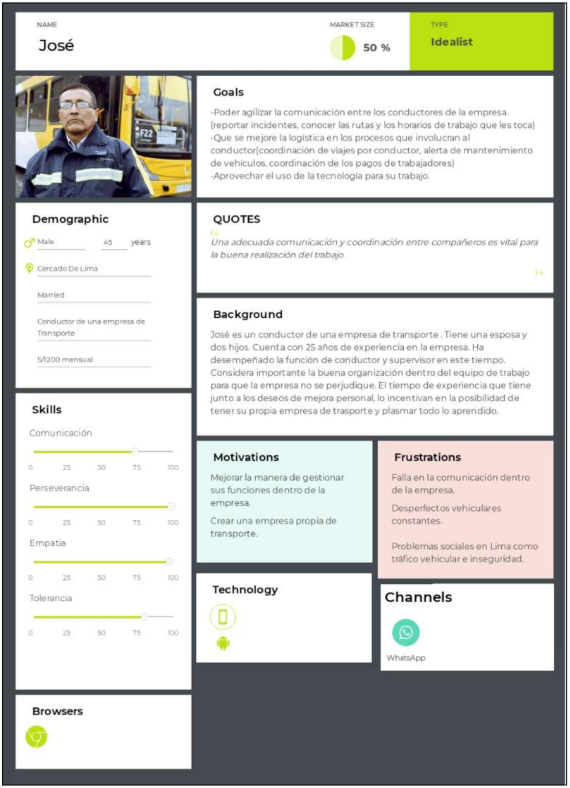 NAME
José
MARKET SIZE
50 %
TYPE
Idealist
F22
Goals
-Poder agilizar la comunicación entre los conductores de la empresa.
(reportar incidentes, conocer las rutas y los horarios de trabajo que les toca)
-Que se mejore la logística en los procesos que involucran al
conductor(coordinación de viajes por conductor, alerta de mantenimiento
de vehículos, coordinación de los pagos de trabajadores)
-Aprovechar el uso de la tecnología para su trabajo.
Demographic
Male 45 years
Cercado De Lima
Married
Conductor de una empresa de
Transporte
S/1200 mensual
QUOTES
“
Una adecuada comunicación y coordinación entre compañeros es vital para
la buena realización del trabajo
”
Background
José es un conductor de una empresa de transporte . Tiene una esposa y
dos hijos. Cuenta con 25 años de experiencia en la empresa. Ha
desempeñado la función de conductor y supervisor en este tiempo.
Considera importante la buena organización dentro del equipo de trabajo
para que la empresa no se perjudique. El tiempo de experiencia que tiene
junto a los deseos de mejora personal, lo incentivan en la posibilidad de
tener su propia empresa de trasporte y plasmar todo lo aprendido.
Skills
Comunicación
0 25 50 75 100
Perseverancia
0 25 50 75 100
Empatia
0 25 50 75 100
Tolerancia
0 25 50 75 100
Motivations
Mejorar la manera de gestionar
sus funciones dentro de la
empresa.
Crear una empresa propia de
transporte.
Frustrations
Falla en la comunicación dentro
de la empresa.
Desperfectos vehiculares
constantes.
Problemas sociales en Lima como
tráfico vehicular e inseguridad.
Technology
Channels
WhatsApp
Browsers